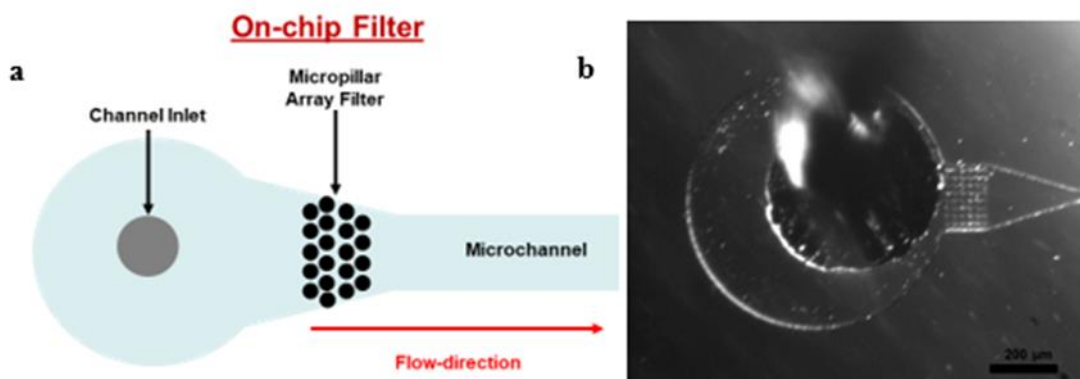 On-chip Filter
a
Micropillar
Array Filter
Channel Inlet
Microchannel
Flow-direction
b
200 µm